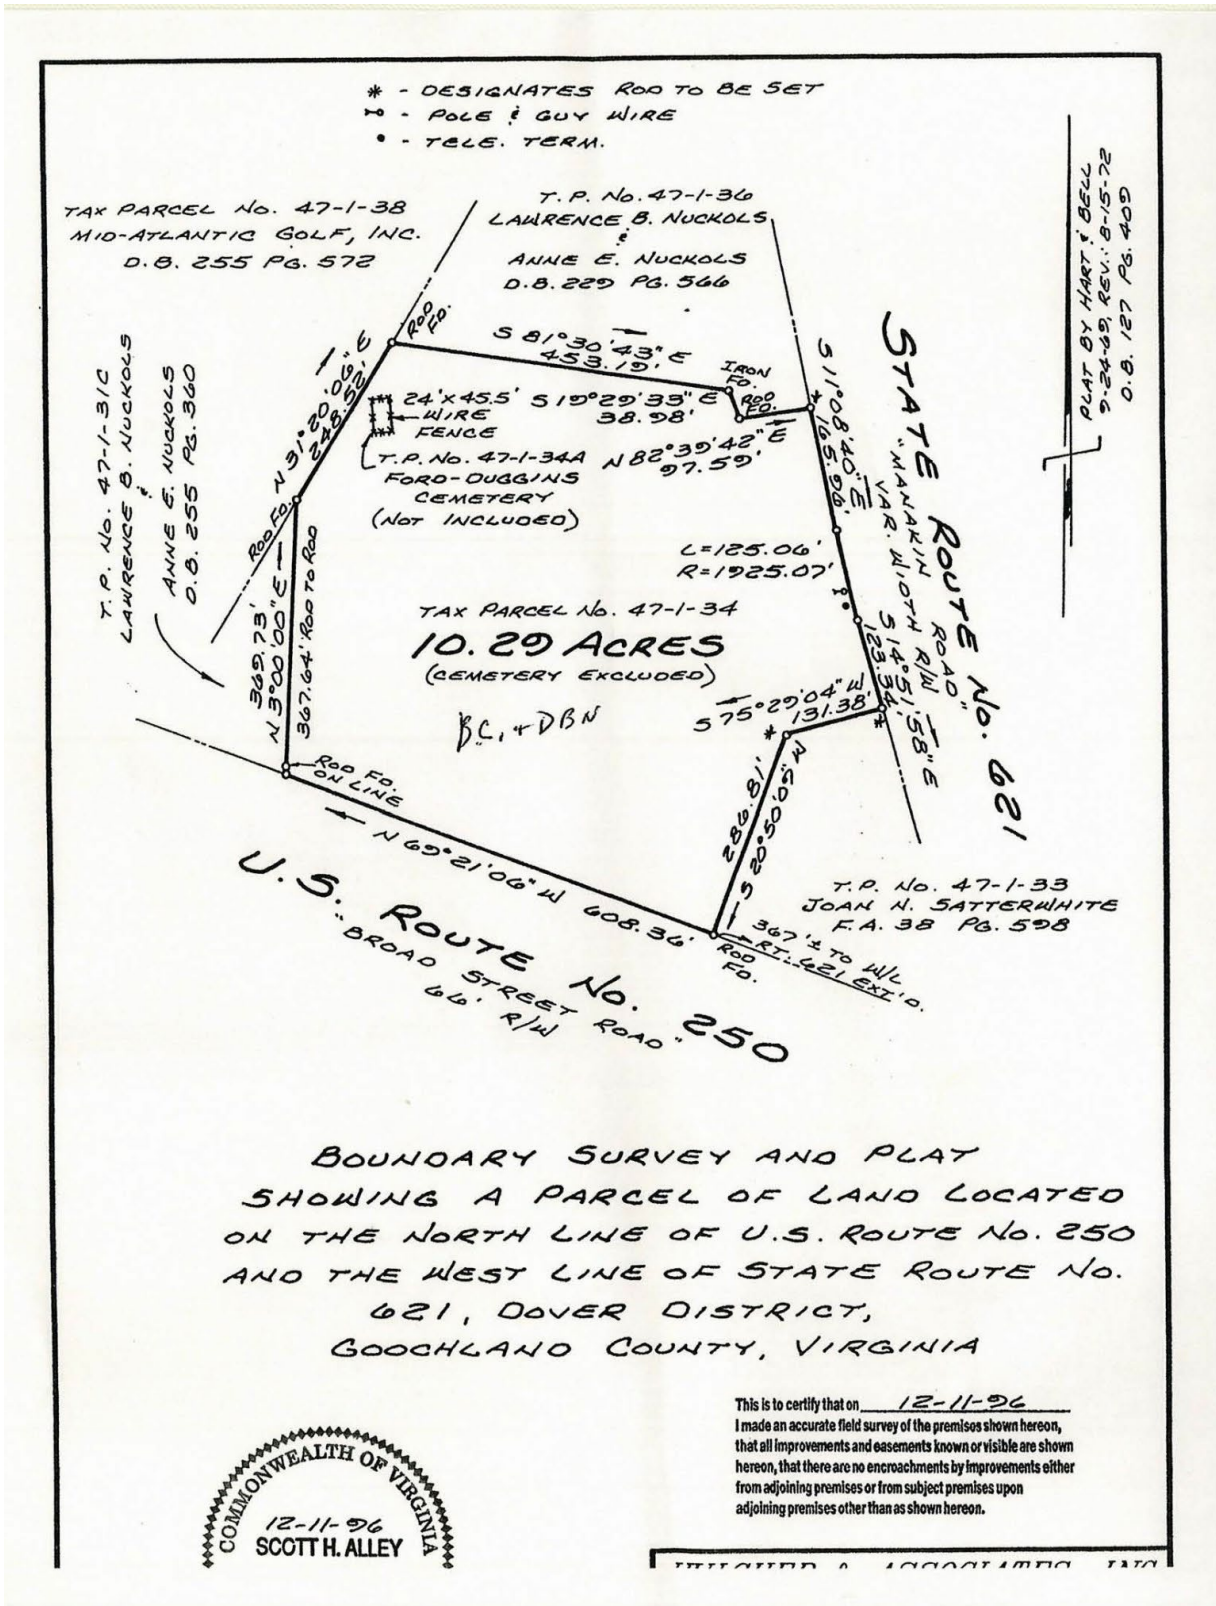 * - DESIGNATES ROD TO BE SET
- POLE & GUY WIRE
• - TELE. TERM.
TAX PARCEL No. 47-1-38
MID-ATLANTIC GOLF, INC.
D.B. 255 PG. 572
T.P. No. 47-1-36
LAWRENCE B. NUCKOLS
&
ANNE E. NUCKOLS
D.B. 229 PG. 566
PLAT BY HART & BELL
9-24-69, REV.: 8-15-72
D.B. 127 PG. 409
T.P. No. 47-1-31C
LAWRENCE B. NUCKOLS
&
ANNE E. NUCKOLS
D.B. 255 PG. 360
ROD
FD.
N 31°20'06" E
248.52'
S 81°30'43" E
453.19'
IRON
FD.
ROD
FD.
S 19°29'33" E
38.98'
N 82°39'42" E
97.59'
24' X 45.5'
WIRE
FENCE
T.P. No. 47-1-34A
FORD-DUGGINS
CEMETERY
(NOT INCLUDED)
S 11°08'40" E
165.96'
STATE ROUTE No. 621
"MANAKIN ROAD"
VAR. WIDTH R/W
L=125.06'
R=1925.07'
S 14°51'58" E
123.34'
ROD FD.
369.73'
N 3°00'00" E
367.64' ROD TO ROD
TAX PARCEL No. 47-1-34
10.29 ACRES
(CEMETERY EXCLUDED)
B.C. + DBN
S 75°29'04" W
131.38'
286.81'
S 20°50'09" W
ROD FD.
ON LINE
N 69°21'06" W 608.36'
U.S. ROUTE No. 250
"BROAD STREET ROAD"
66' R/W
ROD
FD.
367' ± TO W/L
RT. 621 EXT'D.
T.P. No. 47-1-33
JOAN N. SATTERWHITE
F.A. 38 PG. 598
BOUNDARY SURVEY AND PLAT
SHOWING A PARCEL OF LAND LOCATED
ON THE NORTH LINE OF U.S. ROUTE No. 250
AND THE WEST LINE OF STATE ROUTE No.
621, DOVER DISTRICT,
GOOCHLAND COUNTY, VIRGINIA
This is to certify that on 12-11-96
I made an accurate field survey of the premises shown hereon,
that all improvements and easements known or visible are shown
hereon, that there are no encroachments by improvements either
from adjoining premises or from subject premises upon
adjoining premises other than as shown hereon.
COMMONWEALTH OF VIRGINIA
12-11-96
SCOTT H. ALLEY
& ASSOCIATES, INC